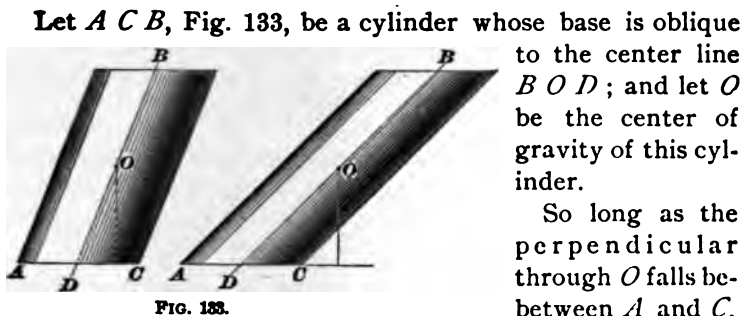 Let A C B, Fig. 133, be a cylinder whose base is oblique
to the center line
B O D ; and let O
be the center of
gravity of this cyl-
inder.
So long as the
perpendicular
through O falls be-
between A and C,
B
O
A
D
C
B
O
A
D
C
FIG. 133.